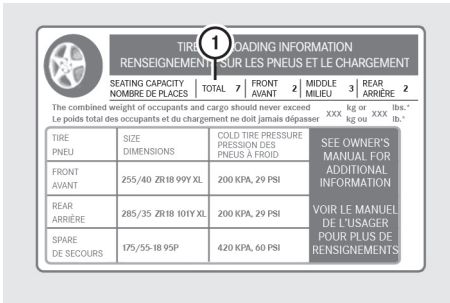 1
TIRE LOADING INFORMATION
RENSEIGNEMENT SUR LES PNEUS ET LE CHARGEMENT
SEATING CAPACITY
NOMBRE DE PLACES
TOTAL 7
FRONT
AVANT 2
MIDDLE
MILIEU 3
REAR
ARRIÈRE 2
The combined weight of occupants and cargo should never exceed XXX kg or XXX lbs.*
Le poids total des occupants et du chargement ne doit jamais dépasser XXX kg ou XXX lb.*
TIRE
PNEU
SIZE
DIMENSIONS
COLD TIRE PRESSURE
PRESSION DES
PNEUS À FROID
FRONT
AVANT
255/40 ZR18 99Y XL
200 KPA, 29 PSI
REAR
ARRIÈRE
285/35 ZR18 101Y XL
200 KPA, 29 PSI
SPARE
DE SECOURS
175/55-18 95P
420 KPA, 60 PSI
SEE OWNER'S
MANUAL FOR
ADDITIONAL
INFORMATION
VOIR LE MANUEL
DE L'USAGER
POUR PLUS DE
RENSIGNEMENTS